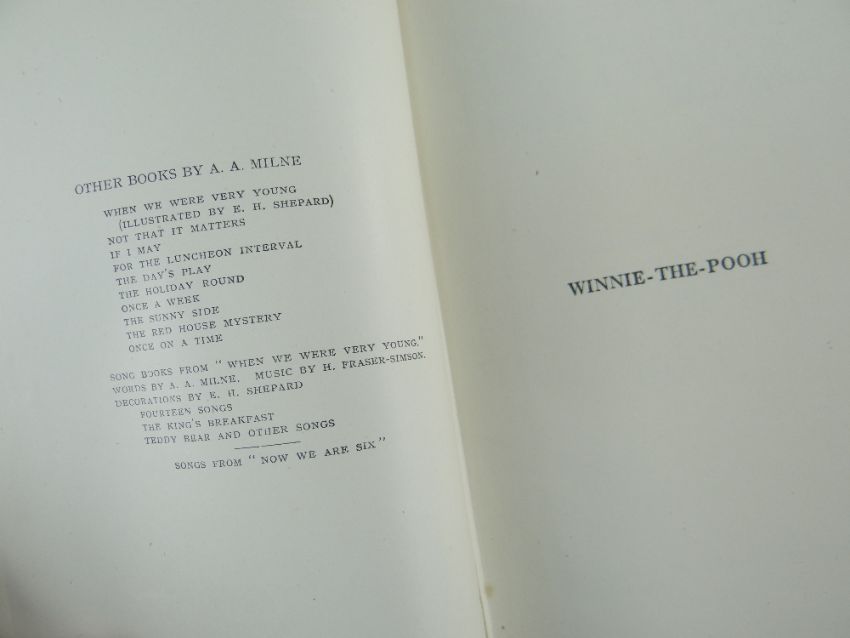 OTHER BOOKS BY A. A. MILNE
WHEN WE WERE VERY YOUNG
(ILLUSTRATED BY E. H. SHEPARD)
NOT THAT IT MATTERS
IF I MAY
FOR THE LUNCHEON INTERVAL
THE DAY'S PLAY
THE HOLIDAY ROUND
ONCE A WEEK
THE SUNNY SIDE
THE RED HOUSE MYSTERY
ONCE ON A TIME
SONG BOOKS FROM "WHEN WE WERE VERY YOUNG."
WORDS BY A. A. MILNE. MUSIC BY H. FRASER-SIMSON.
DECORATIONS BY E. H. SHEPARD
FOURTEEN SONGS
THE KING'S BREAKFAST
TEDDY BEAR AND OTHER SONGS
SONGS FROM "NOW WE ARE SIX"
WINNIE-THE-POOH